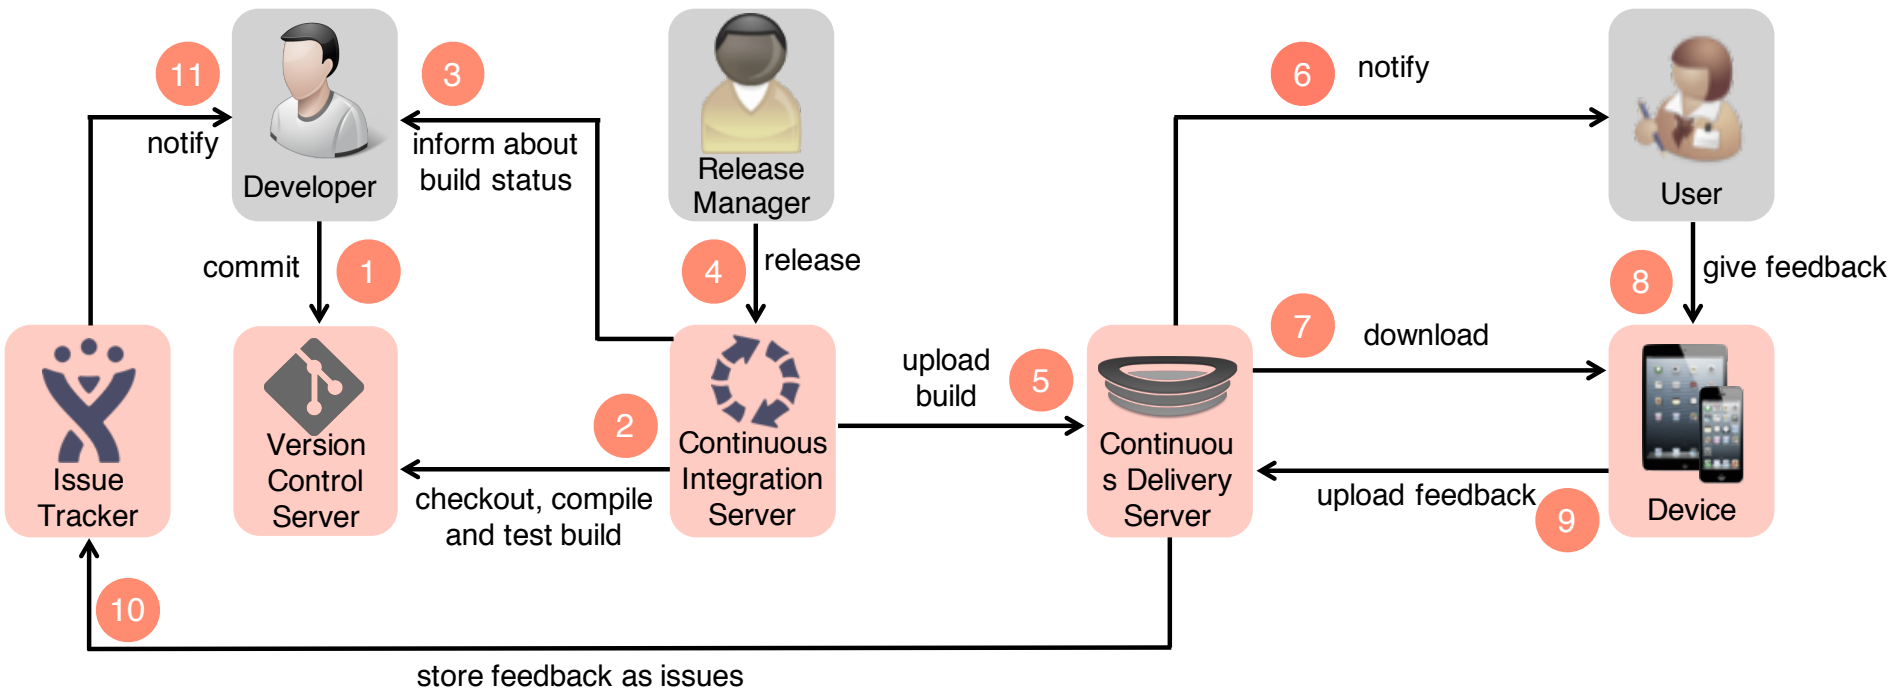 11
3
6
notify
notify
inform about
build status
Developer
Release
Manager
User
commit
1
4
release
8
give feedback
7
download
upload
build
5
2
Issue
Tracker
Version
Control
Server
checkout, compile
and test build
Continuous
Integration
Server
Continuou
s Delivery
Server
upload feedback
9
Device
10
store feedback as issues